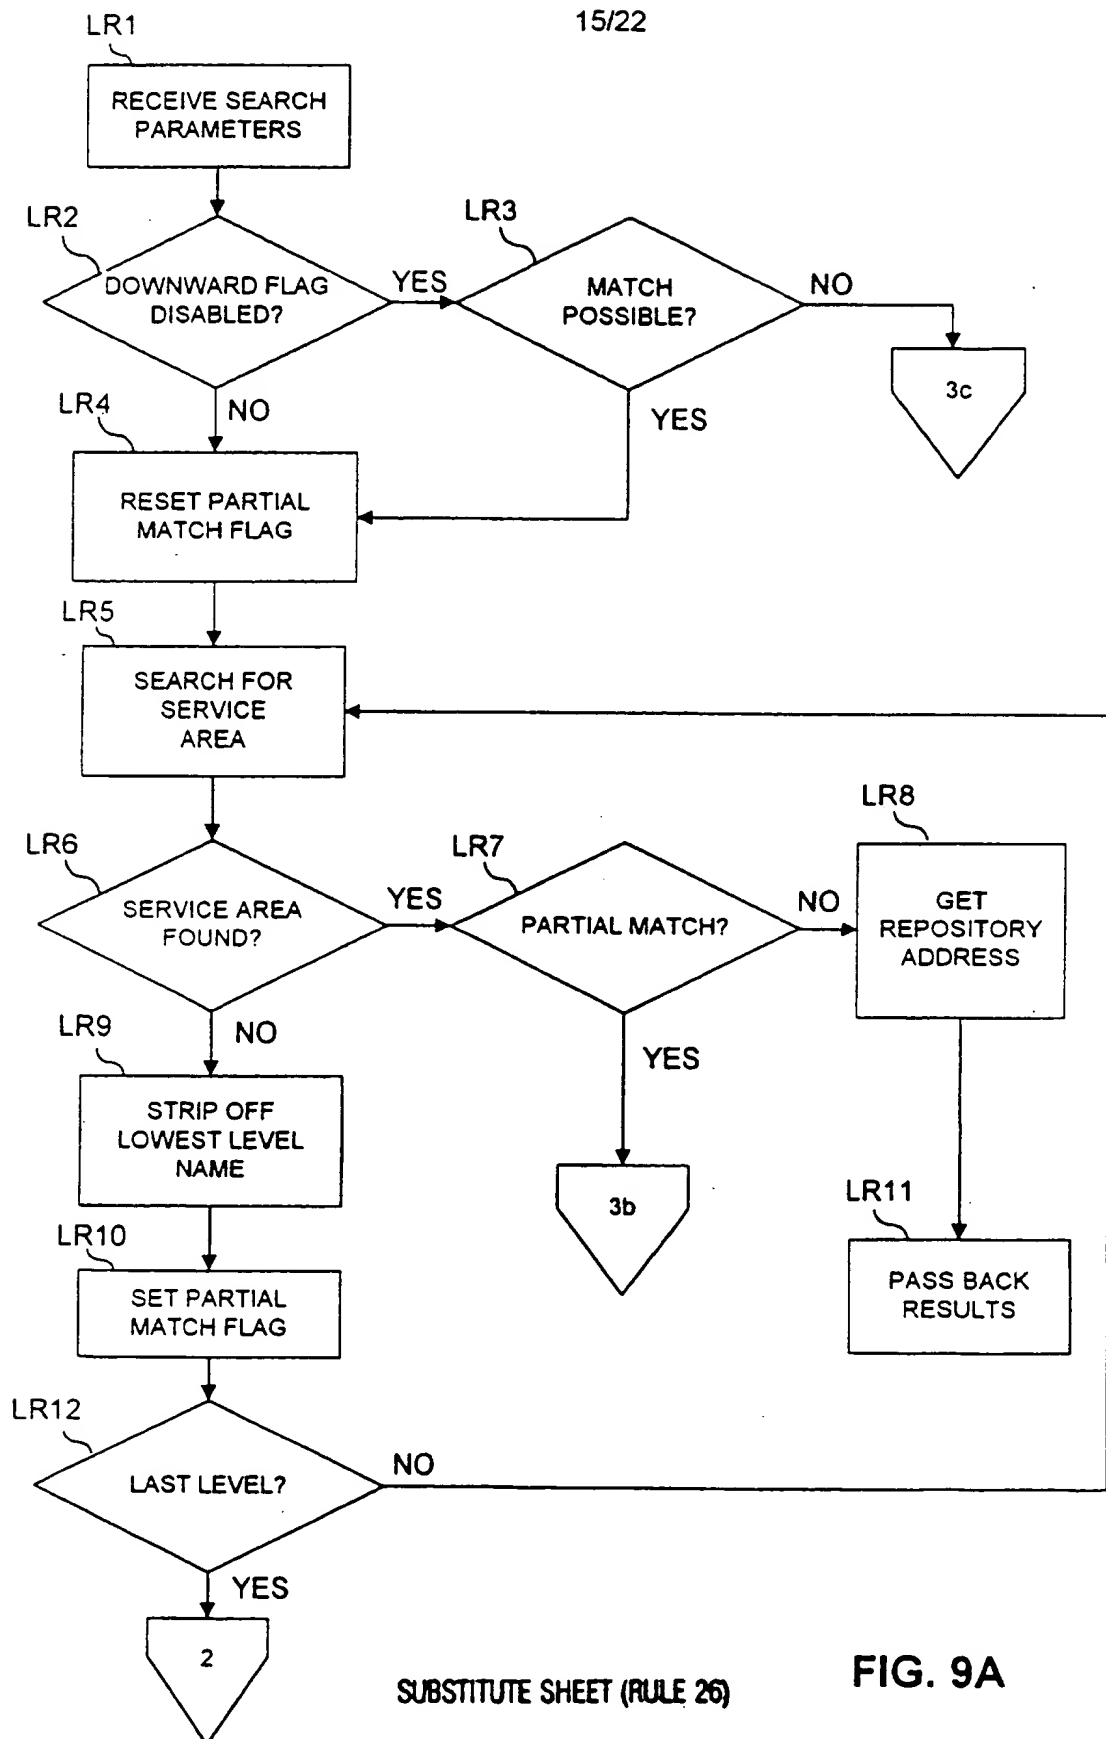 15/22
LR1
RECEIVE SEARCH
PARAMETERS
LR2
DOWNWARD FLAG
DISABLED?
YES
LR3
MATCH
POSSIBLE?
NO
3c
NO
YES
LR4
RESET PARTIAL
MATCH FLAG
LR5
SEARCH FOR
SERVICE
AREA
LR6
SERVICE AREA
FOUND?
YES
LR7
PARTIAL MATCH?
NO
LR8
GET
REPOSITORY
ADDRESS
NO
YES
LR9
STRIP OFF
LOWEST LEVEL
NAME
3b
LR10
SET PARTIAL
MATCH FLAG
LR11
PASS BACK
RESULTS
LR12
LAST LEVEL?
NO
YES
2
SUBSTITUTE SHEET (RULE 26)
FIG. 9A